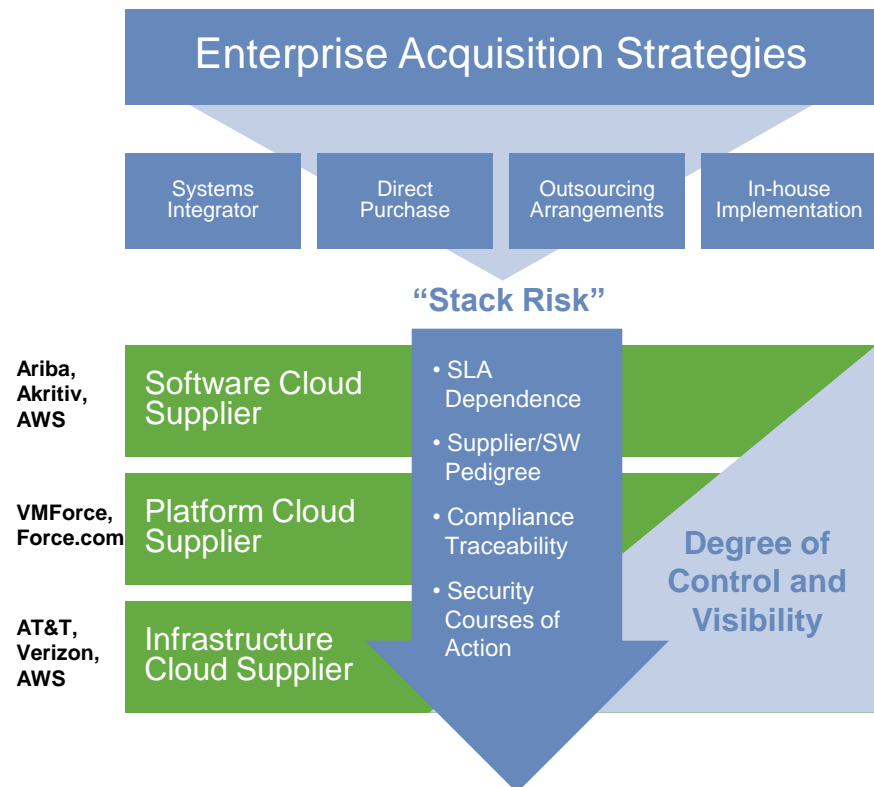 Enterprise Acquisition Strategies
Systems
Integrator
Direct
Purchase
Outsourcing
Arrangements
In-house
Implementation
“Stack Risk”
Ariba,
Akritiv,
AWS
Software Cloud
Supplier
• SLA
Dependence
• Supplier/SW
Pedigree
VMForce,
Force.com
Platform Cloud
Supplier
• Compliance
Traceability
Degree of
Control and
Visibility
AT&T,
Verizon,
AWS
Infrastructure
Cloud Supplier
• Security
Courses of
Action